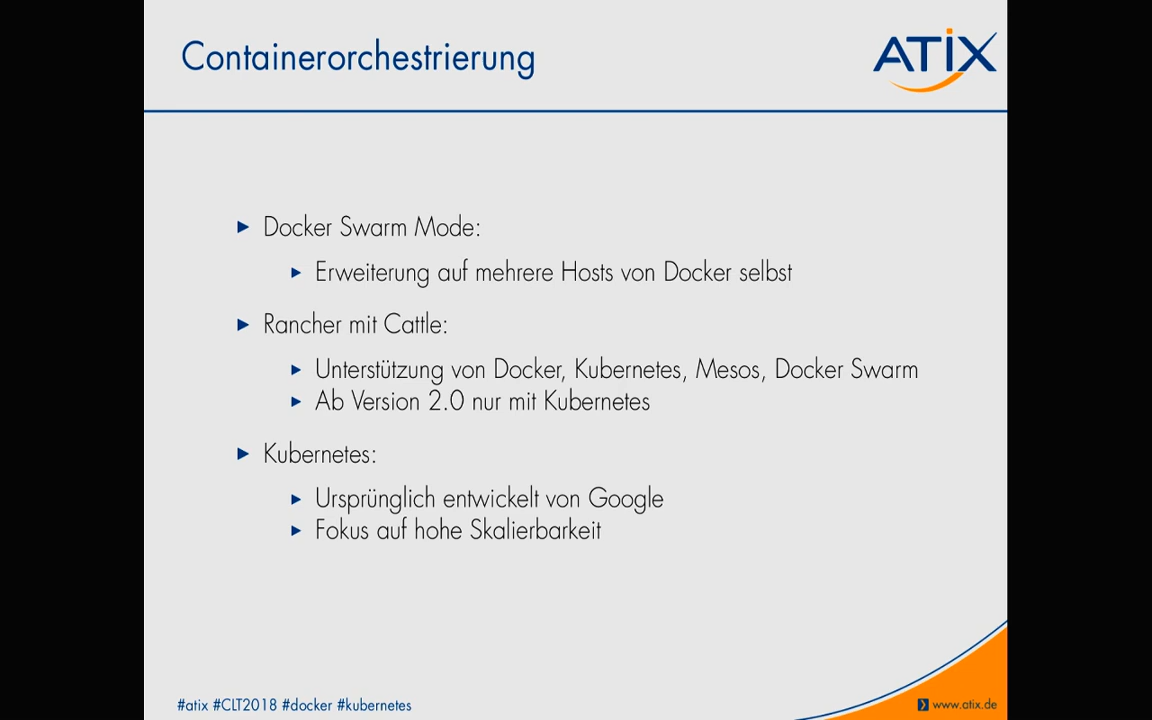 Containerorchestrierung
ATIX
Docker Swarm Mode:
Erweiterung auf mehrere Hosts von Docker selbst
Rancher mit Cattle:
Unterstützung von Docker, Kubernetes, Mesos, Docker Swarm
Ab Version 2.0 nur mit Kubernetes
Kubernetes:
Ursprünglich entwickelt von Google
Fokus auf hohe Skalierbarkeit
#atix #CLT2018 #docker #kubernetes
www.atix.de